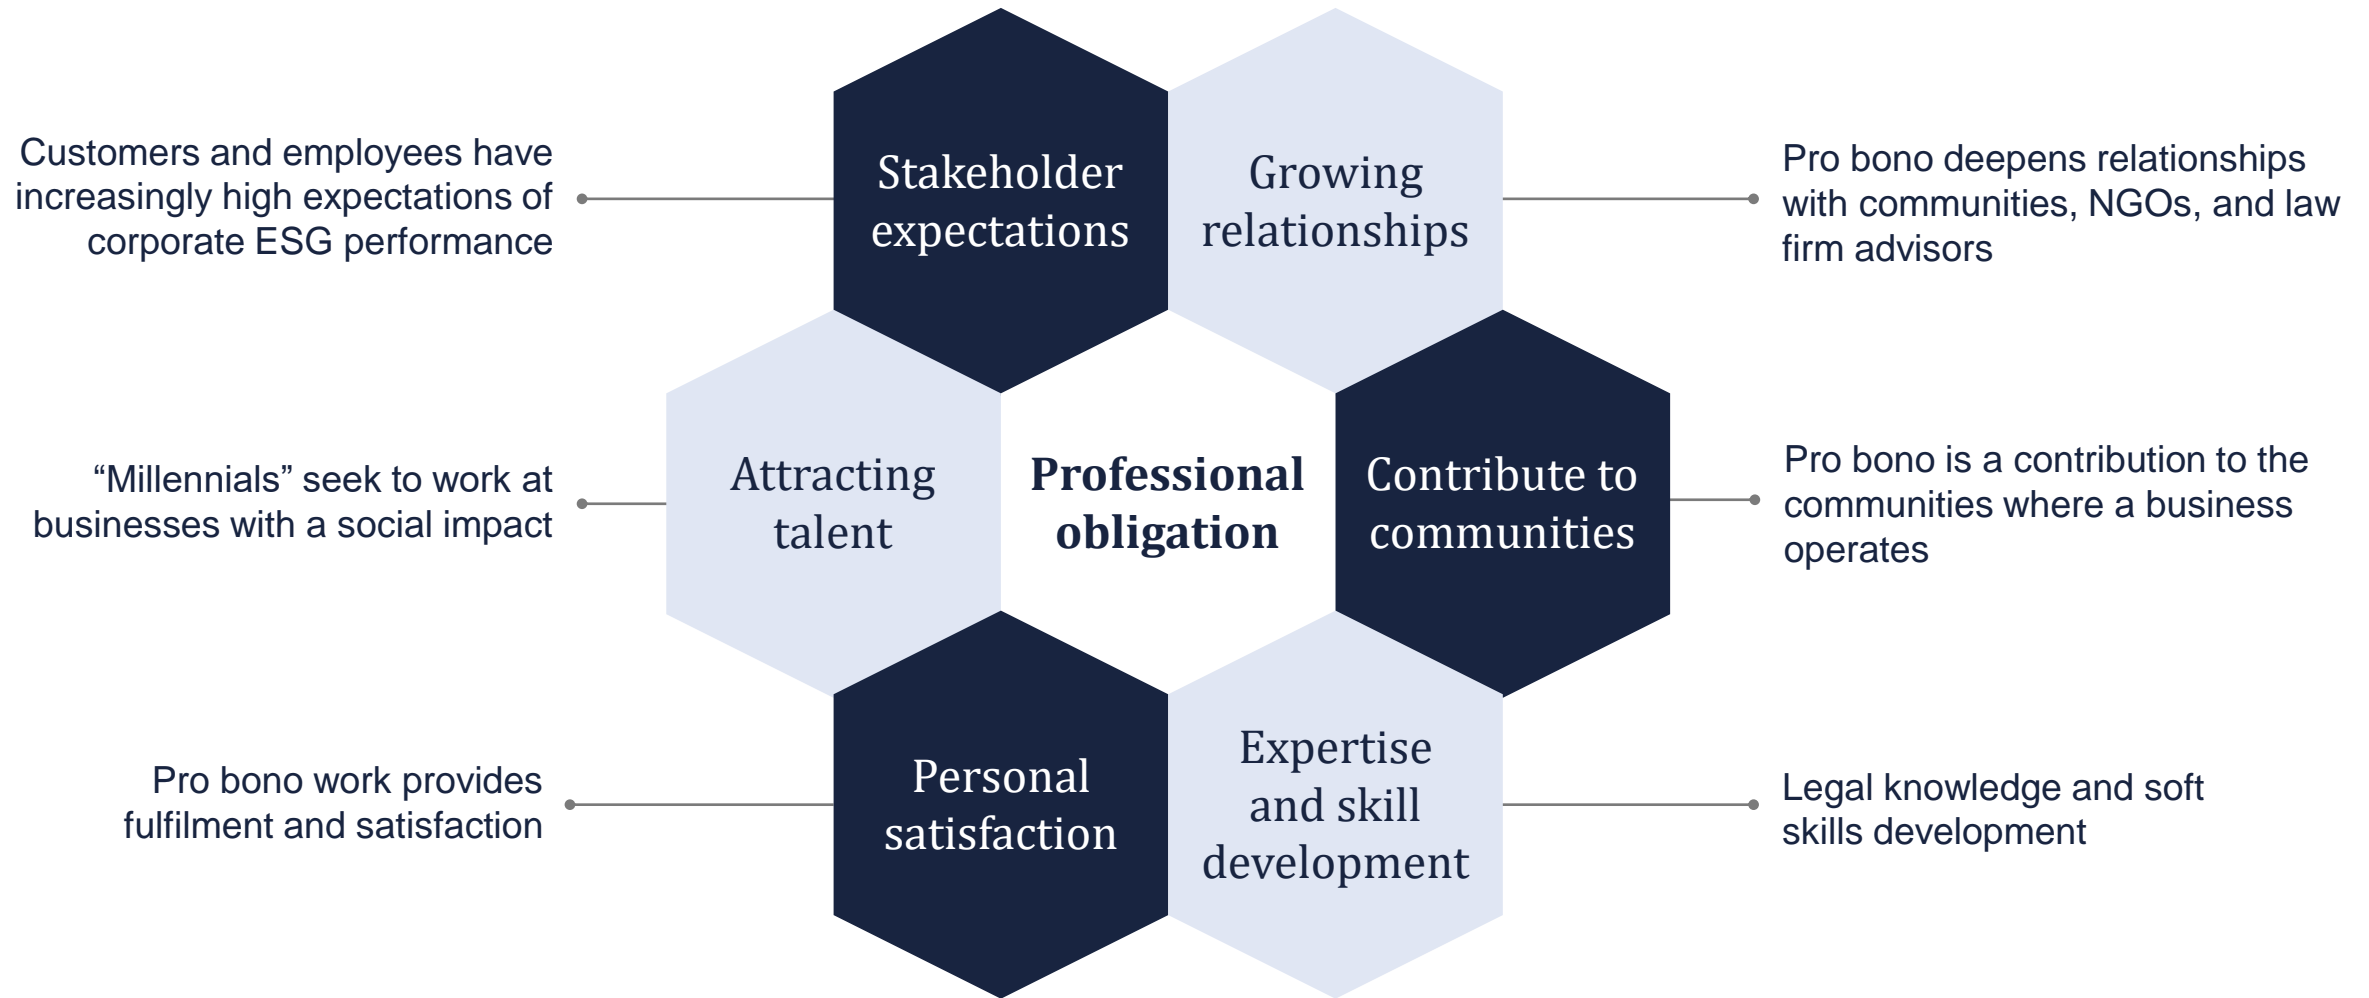 Customers and employees have
increasingly high expectations of
corporate ESG performance
Stakeholder
expectations
Growing
relationships
Pro bono deepens relationships
with communities, NGOs, and law
firm advisors
“Millennials” seek to work at
businesses with a social impact
Attracting
talent
Professional
obligation
Contribute to
communities
Pro bono is a contribution to the
communities where a business
operates
Pro bono work provides
fulfilment and satisfaction
Personal
satisfaction
Expertise
and skill
development
Legal knowledge and soft
skills development